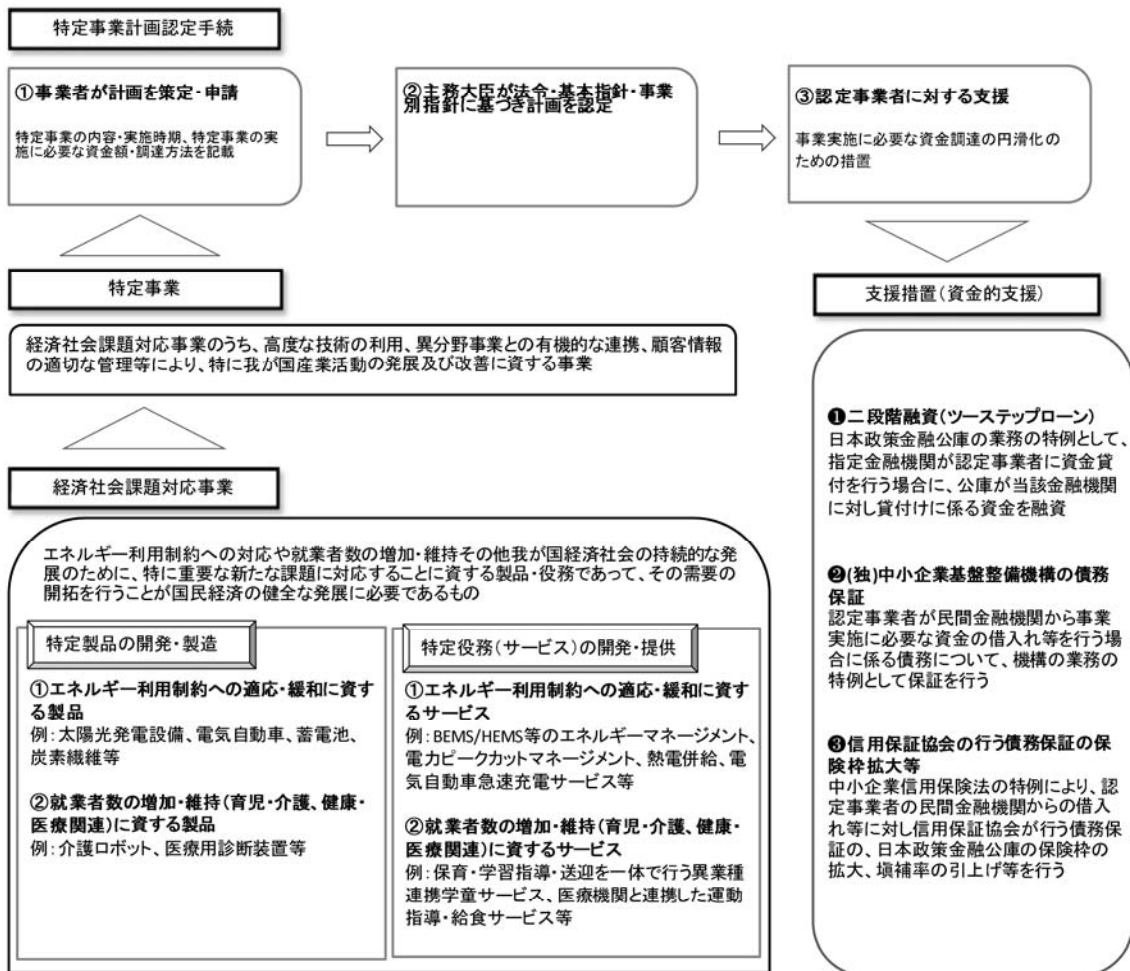 特定事業計画認定手続
①事業者が計画を策定・申請
特定事業の内容・実施時期、特定事業の実
施に必要な資金額・調達方法を記載
②主務大臣が法令・基本指針・事業
別指針に基づき計画を認定
③認定事業者に対する支援
事業実施に必要な資金調達の円滑化の
ための措置
特定事業
経済社会課題対応事業のうち、高度な技術の利用、異分野事業との有機的な連携、顧客情報
の適切な管理等により、特に我が国産業活動の発展及び改善に資する事業
経済社会課題対応事業
エネルギー利用制約への対応や就業者数の増加・維持その他我が国経済社会の持続的な発
展のために、特に重要な新たな課題に対応することに資する製品・役務であって、その需要の
開拓を行うことが国民経済の健全な発展に必要であるもの
特定製品の開発・製造
①エネルギー利用制約への適応・緩和に資す
る製品
例：太陽光発電設備、電気自動車、蓄電池、
炭素繊維等
②就業者数の増加・維持（育児・介護、健康・
医療関連）に資する製品
例：介護ロボット、医療用診断装置等
特定役務（サービス）の開発・提供
①エネルギー利用制約への適応・緩和に資す
るサービス
例：BEMS/HEMS等のエネルギーマネージメント、
電力ピークカットマネージメント、熱電併給、電
気自動車急速充電サービス等
②就業者数の増加・維持（育児・介護、健康・
医療関連）に資するサービス
例：保育・学習指導・送迎を一体で行う異業種
連携学童サービス、医療機関と連携した運動
指導・給食サービス等
支援措置（資金的支援）
❶二段階融資（ツーステップローン）
日本政策金融公庫の業務の特例として、
指定金融機関が認定事業者に資金貸
付を行う場合に、公庫が当該金融機関
に対し貸付けに係る資金を融資
❷(独)中小企業基盤整備機構の債務
保証
認定事業者が民間金融機関から事業
実施に必要な資金の借入れ等を行う場
合に係る債務について、機構の業務の
特例として保証を行う
❸信用保証協会の行う債務保証の保
険枠拡大等
中小企業信用保険法の特例により、認
定事業者の民間金融機関からの借入
れ等に対し信用保証協会が行う債務保
証の、日本政策金融公庫の保険枠の
拡大、塡補率の引上げ等を行う